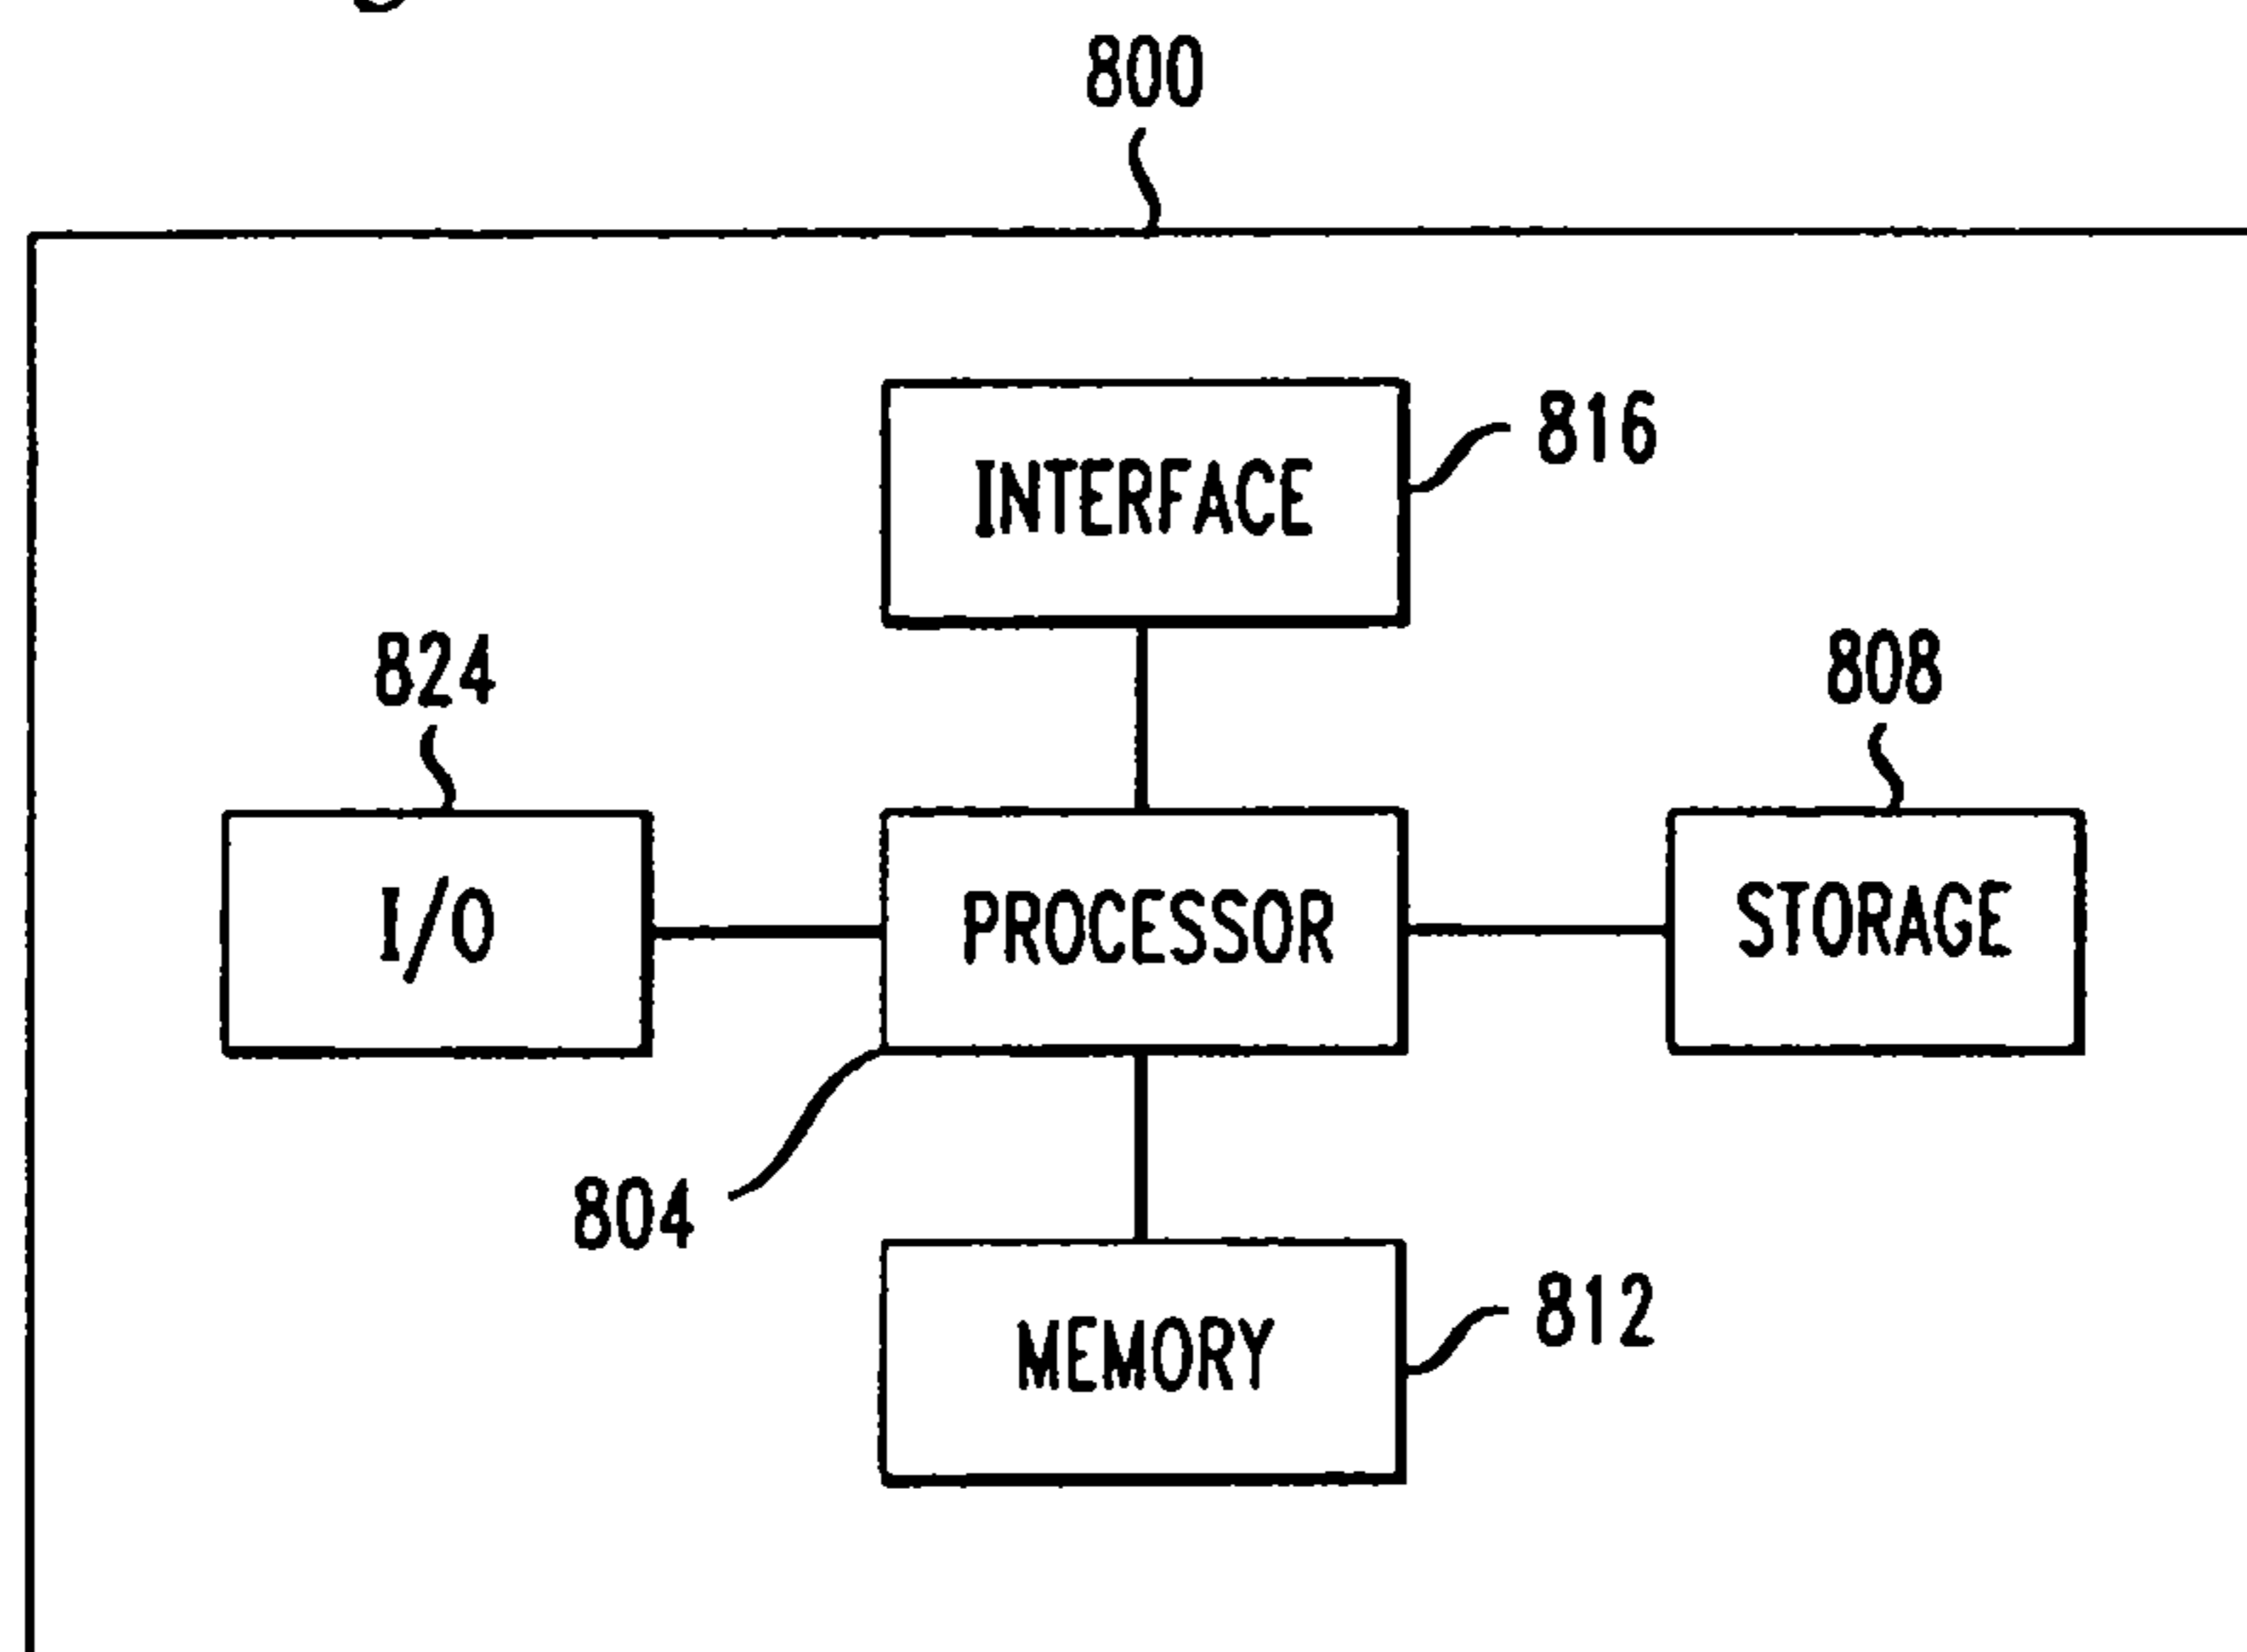 800
INTERFACE
816
824
808
I/O
PROCESSOR
STORAGE
804
MEMORY
812